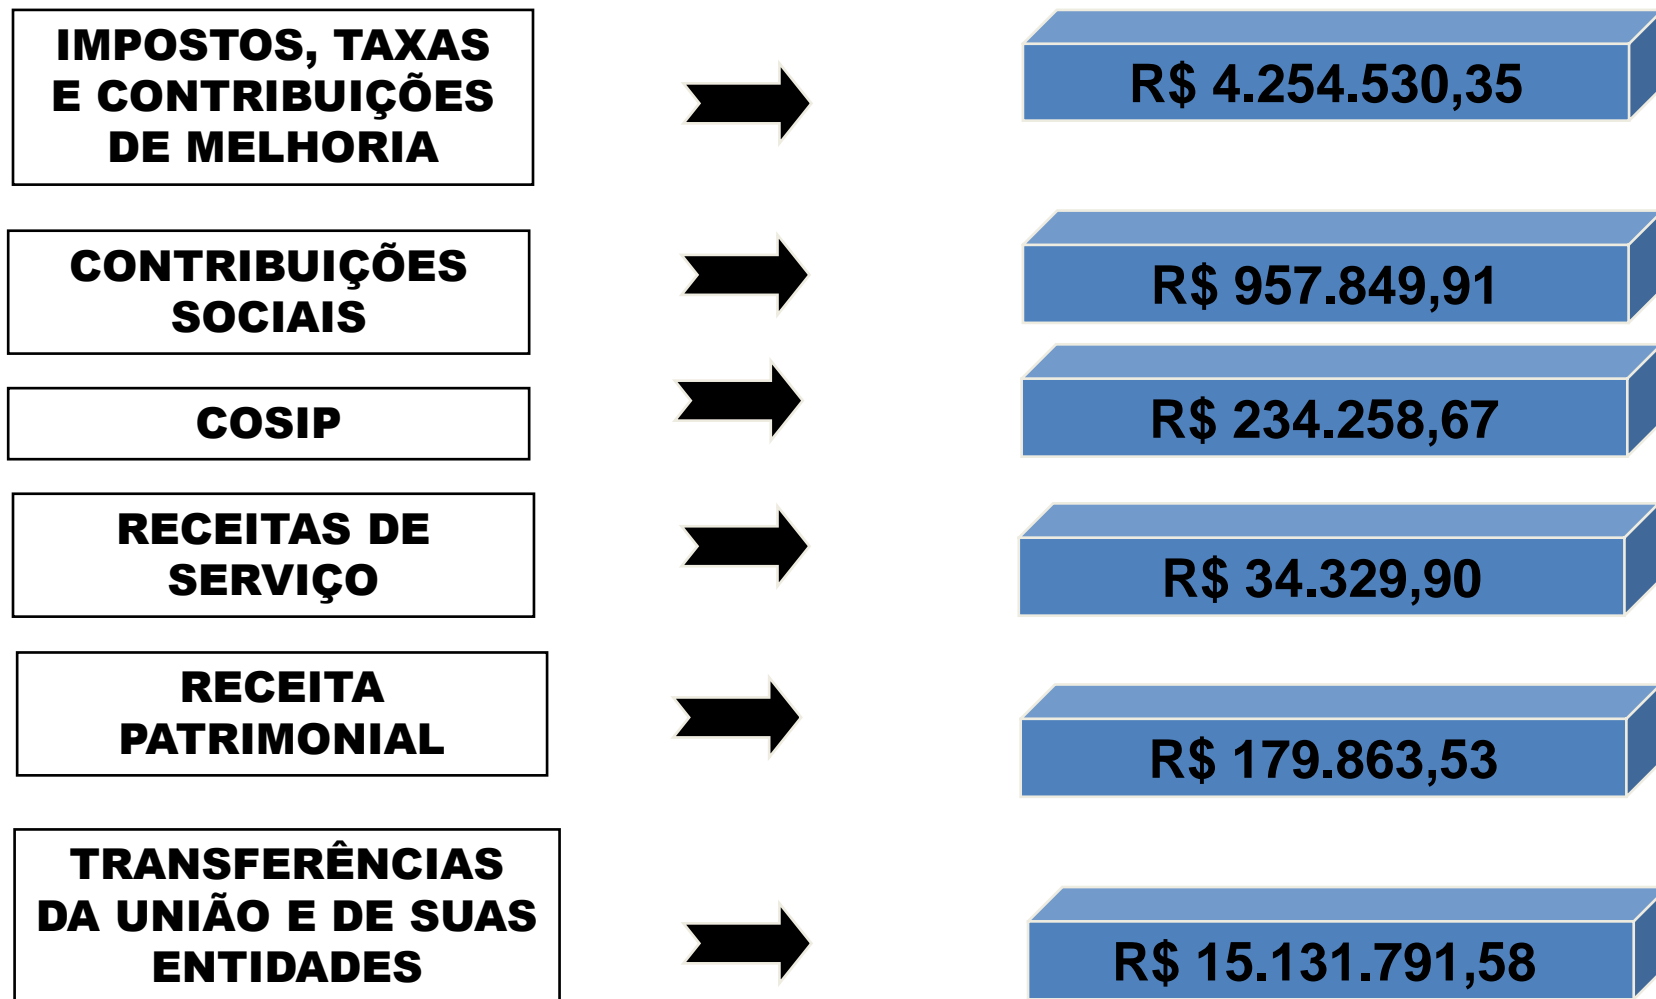 IMPOSTOS, TAXAS
E CONTRIBUIÇÕES
DE MELHORIA
R$ 4.254.530,35
CONTRIBUIÇÕES
SOCIAIS
R$ 957.849,91
COSIP
R$ 234.258,67
RECEITAS DE
SERVIÇO
R$ 34.329,90
RECEITA
PATRIMONIAL
R$ 179.863,53
TRANSFERÊNCIAS
DA UNIÃO E DE SUAS
ENTIDADES
R$ 15.131.791,58